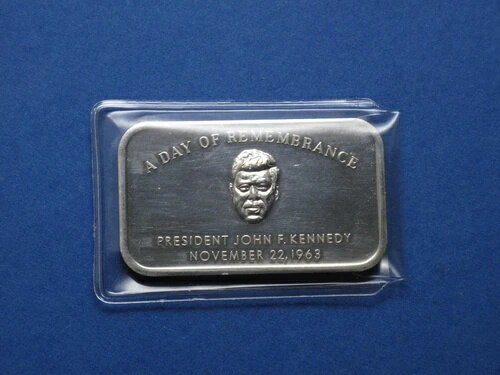 A DAY OF REMEMBRANCE
PRESIDENT JOHN F. KENNEDY
NOVEMBER 22, 1963